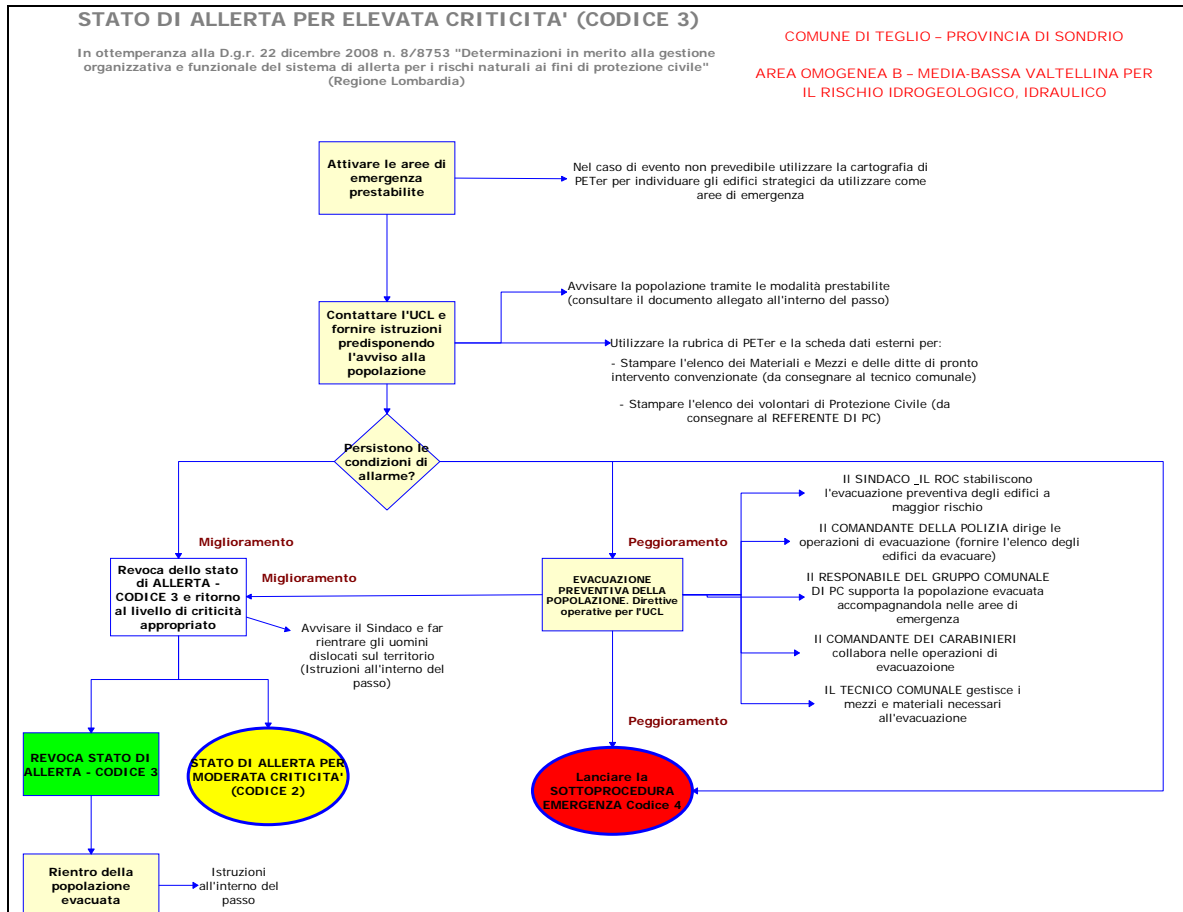 STATO DI ALLERTA PER ELEVATA CRITICITA' (CODICE 3)
In ottemperanza alla D.g.r. 22 dicembre 2008 n. 8/8753 "Determinazioni in merito alla gestione
organizzativa e funzionale del sistema di allerta per i rischi naturali ai fini di protezione civile"
(Regione Lombardia)
COMUNE DI TEGLIO – PROVINCIA DI SONDRIO
AREA OMOGENEA B – MEDIA-BASSA VALTELLINA PER
IL RISCHIO IDROGEOLOGICO, IDRAULICO
Attivare le aree di
emergenza
prestabilite
Nel caso di evento non prevedibile utilizzare la cartografia di
PETer per individuare gli edifici strategici da utilizzare come
aree di emergenza
Contattare l'UCL e
fornire istruzioni
predisponendo
l'avviso alla
popolazione
Avvisare la popolazione tramite le modalità prestabilite
(consultare il documento allegato all'interno del passo)
Utilizzare la rubrica di PETer e la scheda dati esterni per:
- Stampare l'elenco dei Materiali e Mezzi e delle ditte di pronto
intervento convenzionate (da consegnare al tecnico comunale)
- Stampare l'elenco dei volontari di Protezione Civile (da
consegnare al REFERENTE DI PC)
Persistono le
condizioni di
allarme?
Miglioramento
Peggioramento
Revoca dello stato
di ALLERTA -
CODICE 3 e ritorno
al livello di criticità
appropriato
Miglioramento
Avvisare il Sindaco e far
rientrare gli uomini
dislocati sul territorio
(Istruzioni all'interno del
passo)
EVACUAZIONE
PREVENTIVA DELLA
POPOLAZIONE. Direttive
operative per l'UCL
Il SINDACO _IL ROC stabiliscono
l'evacuazione preventiva degli edifici a
maggior rischio
Il COMANDANTE DELLA POLIZIA dirige le
operazioni di evacuazione (fornire l'elenco degli
edifici da evacuare)
Il RESPONSABILE DEL GRUPPO COMUNALE
DI PC supporta la popolazione evacuata
accompagnandola nelle aree di
emergenza
Il COMANDANTE DEI CARABINIERI
collabora nelle operazioni di
evacuazoione
IL TECNICO COMUNALE gestisce i
mezzi e materiali necessari
all'evacuazione
Peggioramento
REVOCA STATO DI
ALLERTA - CODICE 3
STATO DI ALLERTA PER
MODERATA CRITICITA'
(CODICE 2)
Lanciare la
SOTTOPROCEDURA
EMERGENZA Codice 4
Rientro della
popolazione
evacuata
Istruzioni
all'interno del
passo